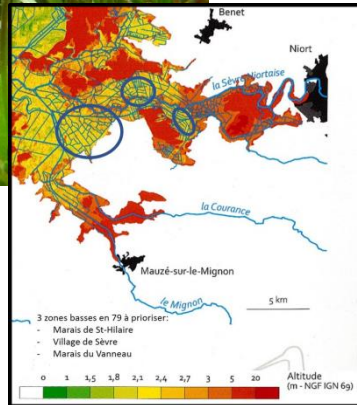 Benet
Niort
la Sèvre Niortaise
la Courance
Mauzé-sur-le-Mignon
le Mignon
5 km
3 zones basses en 79 à prioriser:
- Marais de St-Hilaire
- Village de Sèvre
- Marais du Vanneau
0 1 1,5 1,8 2,1 2,4 2,7 3 5 20 Altitude
(m - NGF IGN 69)